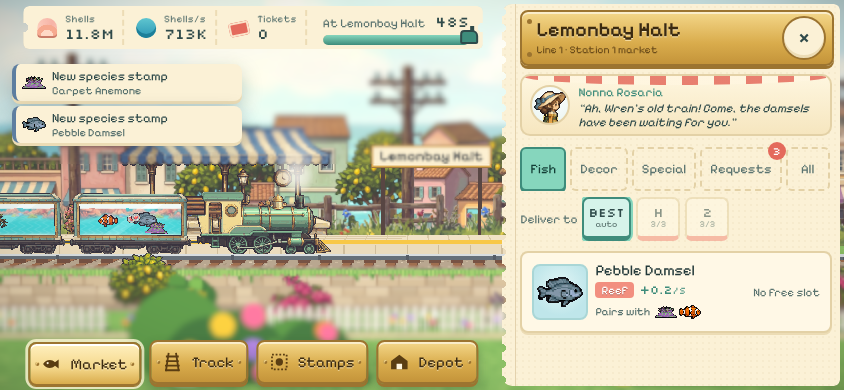 Shells
11.8M
Shells/s
713K
Tickets
0
At Lemonbay Halt 48S
New species stamp
Carpet Anemone
New species stamp
Pebble Damsel
Lemonbay Halt
Market
Track
Stamps
Depot
Lemonbay Halt
Line 1 · Station 1 market
×
Nonna Rosaria
"Ah, Wren's old train! Come, the damsels
have been waiting for you."
Fish
Decor
Special
Requests
3
All
Deliver to
BEST
auto
H
3/3
2
3/3
Pebble Damsel
Reef +0.2/s
No free slot
Pairs with